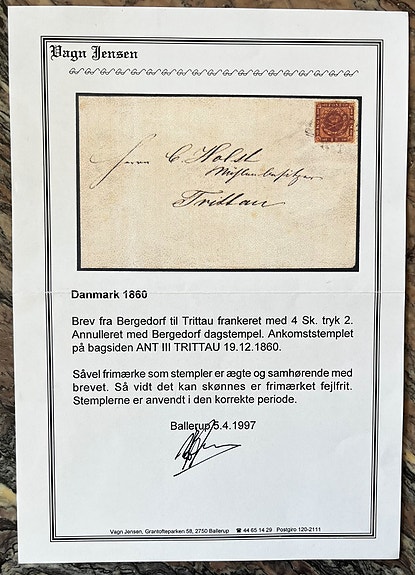 Vagn Jensen
Herrn C. Holst
Mühlenbesitzer
Trittau
Danmark 1860
Brev fra Bergedorf til Trittau frankeret med 4 Sk. tryk 2.
Annulleret med Bergedorf dagstempel. Ankomststemplet
på bagsiden ANT III TRITTAU 19.12.1860.
Såvel frimærke som stempler er ægte og samhørende med
brevet. Så vidt det kan skønnes er frimærket fejlfrit.
Stemplerne er anvendt i den korrekte periode.
Ballerup 5.4.1997
Vagn Jensen, Grantofteparken 58, 2750 Ballerup ☎ 44 65 14 29 Postgiro 120-2111